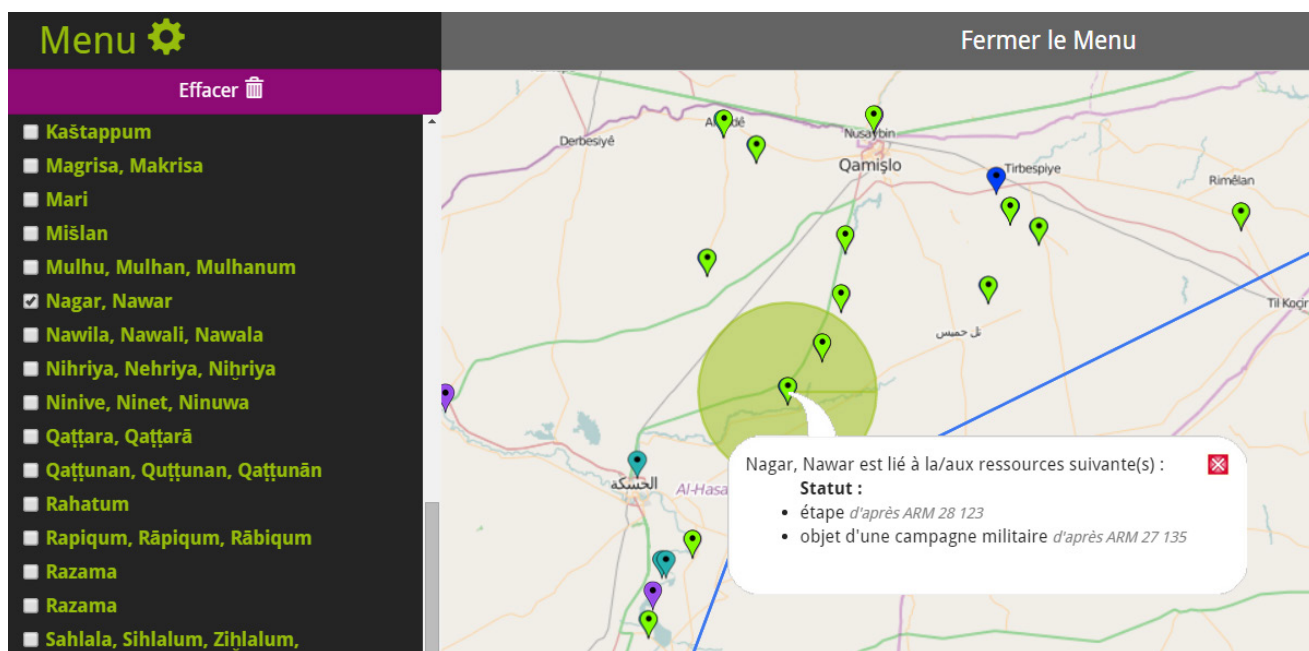 Menu
Fermer le Menu
Effacer
Kaštappum
Magrisa, Makrisa
Mari
Mišlan
Mulhu, Mulhan, Mulhanum
Nagar, Nawar
Nawila, Nawali, Nawala
Nihriya, Nehriya, Niḫriya
Ninive, Ninet, Ninuwa
Qaṭṭara, Qaṭṭarā
Qaṭṭunan, Quṭṭunan, Qaṭṭunān
Rahatum
Rapiqum, Rāpiqum, Rābiqum
Razama
Razama
Sahlala, Sihlalum, Ziḫlalum,
Derbesiyê
Nusaybin
Qamişlo
Tirbespiye
Rimêlan
Til Koçir
تل حميس
الحسكة
Al-Hasa
Nagar, Nawar est lié à la/aux ressources suivante(s) :
Statut :
• étape d'après ARM 28 123
• objet d'une campagne militaire d'après ARM 27 135